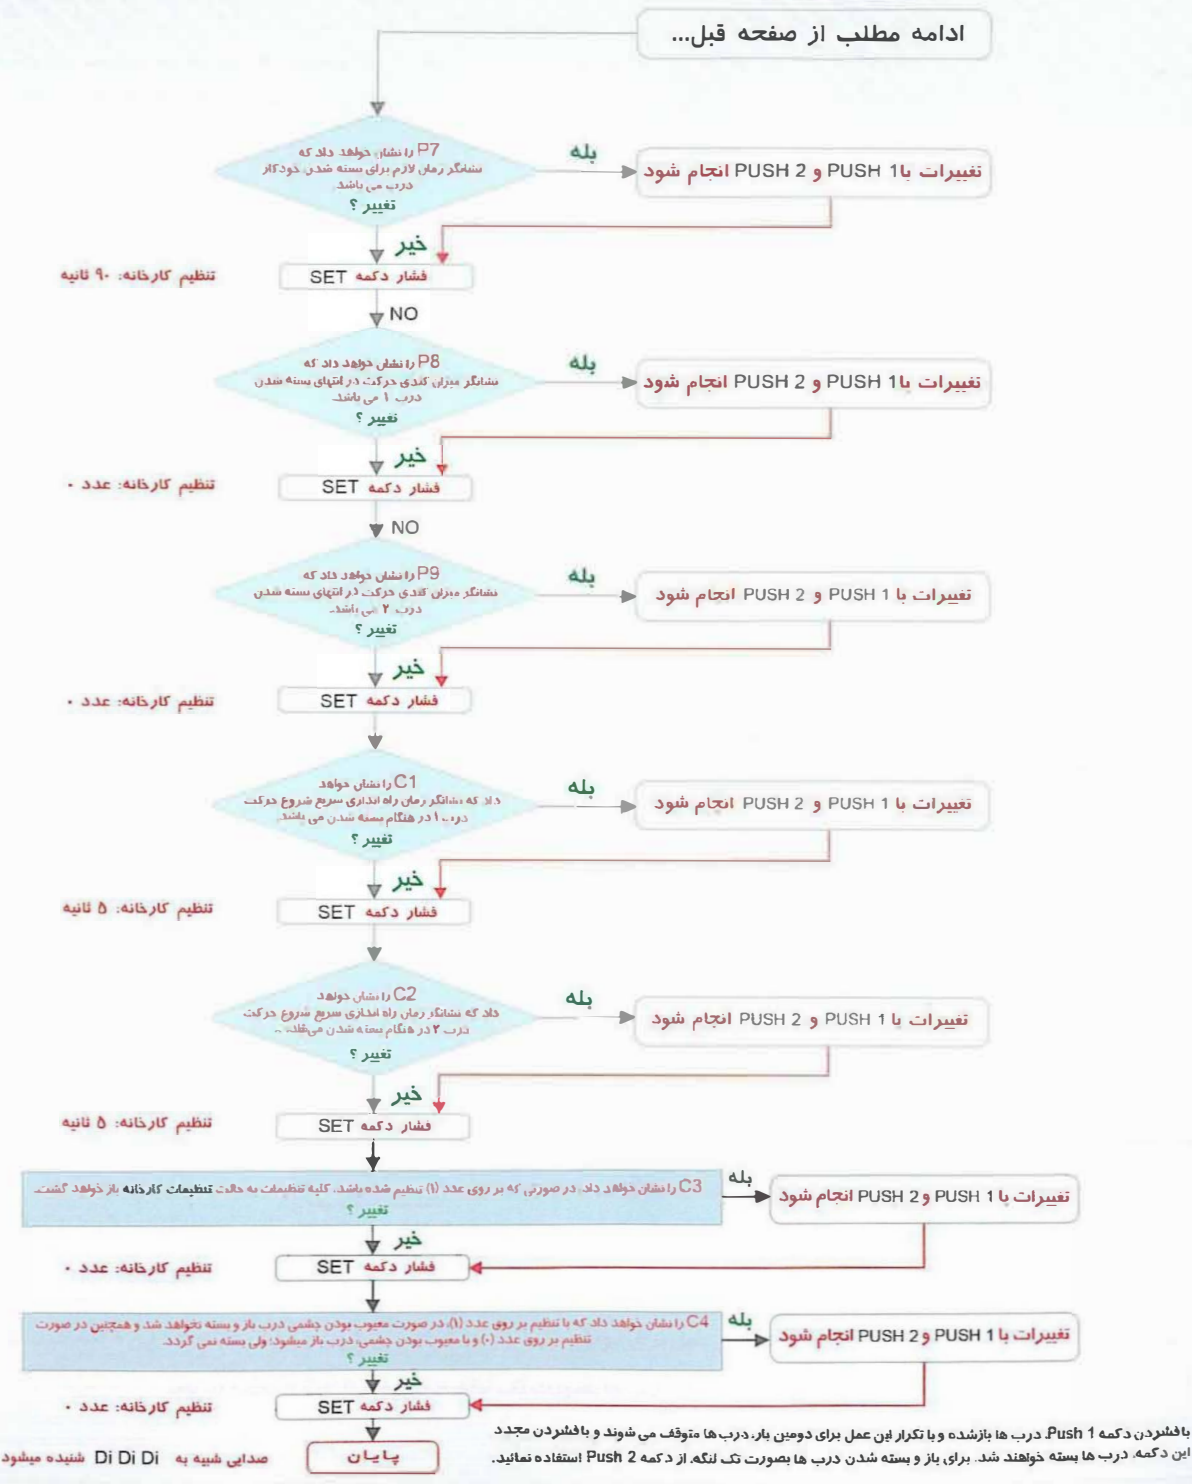 ادامه مطلب از صفحه قبل...
P7 را نشان خواهد داد که
نشانگر زمان لازم برای بسته شدن خودکار
درب می باشد.
تغییر ؟
بله
تغییرات با PUSH 1 و PUSH 2 انجام شود
خیر
فشار دکمه SET
تنظیم کارخانه: ۹۰ ثانیه
NO
P8 را نشان خواهد داد که
نشانگر میزان کندی حرکت در انتهای بسته شدن
درب ۱ می باشد.
تغییر ؟
بله
تغییرات با PUSH 1 و PUSH 2 انجام شود
خیر
فشار دکمه SET
تنظیم کارخانه: عدد ۰
NO
P9 را نشان خواهد داد که
نشانگر میزان کندی حرکت در انتهای بسته شدن
درب ۲ می باشد.
تغییر ؟
بله
تغییرات با PUSH 1 و PUSH 2 انجام شود
خیر
فشار دکمه SET
تنظیم کارخانه: عدد ۰
C1 را نشان خواهد
داد که نشانگر زمان راه اندازی سریع شروع حرکت
درب ۱ در هنگام بسته شدن می باشد.
تغییر ؟
بله
تغییرات با PUSH 1 و PUSH 2 انجام شود
خیر
فشار دکمه SET
تنظیم کارخانه: ۵ ثانیه
C2 را نشان خواهد
داد که نشانگر زمان راه اندازی سریع شروع حرکت
درب ۲ در هنگام بسته شدن می باشد.
تغییر ؟
بله
تغییرات با PUSH 1 و PUSH 2 انجام شود
خیر
فشار دکمه SET
تنظیم کارخانه: ۵ ثانیه
C3 را نشان خواهد داد. در صورتی که بر روی عدد (۱) تنظیم شده باشد، کلیه تنظیمات به حالت تنظیمات کارخانه باز خواهد گشت.
تغییر ؟
بله
تغییرات با PUSH 1 و PUSH 2 انجام شود
خیر
فشار دکمه SET
تنظیم کارخانه: عدد ۰
C4 را نشان خواهد داد که با تنظیم بر روی عدد (۱)، در صورت معیوب بودن چشمی درب باز و بسته نخواهد شد و همچنین در صورت
تنظیم بر روی عدد (۰) و با معیوب بودن چشمی، درب باز میشود؛ ولی بسته نمی گردد.
تغییر ؟
بله
تغییرات با PUSH 1 و PUSH 2 انجام شود
خیر
فشار دکمه SET
تنظیم کارخانه: عدد ۰
پایان
صدایی شبیه به Di Di Di شنیده میشود
با فشردن دکمه Push 1، درب ها باز شده و با تکرار این عمل برای دومین بار، درب ها متوقف می شوند و با فشردن مجدد
این دکمه، درب ها بسته خواهند شد. برای باز و بسته شدن درب ها بصورت تک لنگه، از دکمه Push 2 استفاده نمائید.